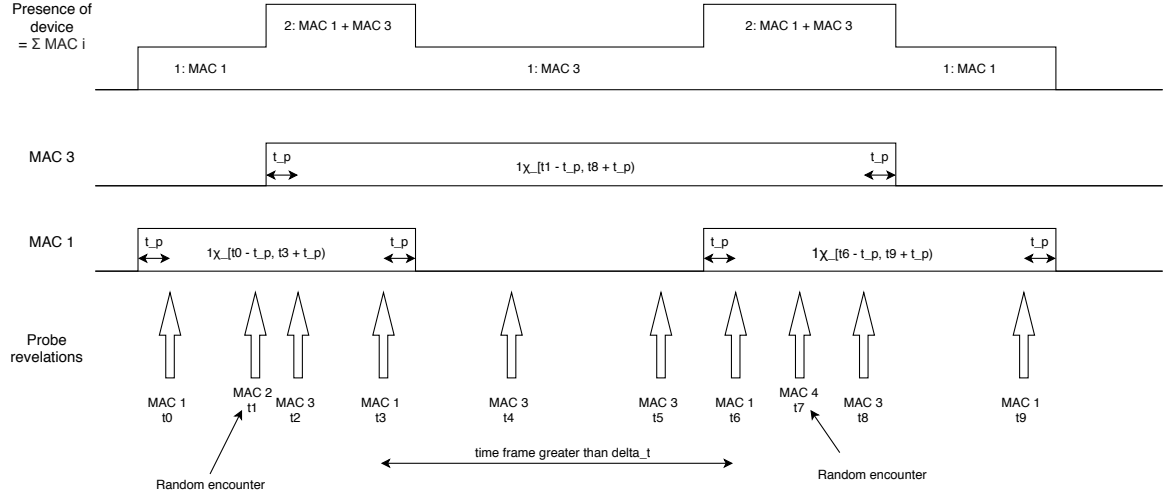 Presence of
device
= Σ MAC i
2: MAC 1 + MAC 3
2: MAC 1 + MAC 3
1: MAC 1
1: MAC 3
1: MAC 1
MAC 3
t_p
1χ_[t1 - t_p, t8 + t_p)
t_p
MAC 1
t_p
1χ_[t0 - t_p, t3 + t_p)
t_p
t_p
1χ_[t6 - t_p, t9 + t_p)
t_p
Probe
revelations
MAC 1
t0
MAC 2
t1
MAC 3
t2
MAC 1
t3
MAC 3
t4
MAC 3
t5
MAC 1
t6
MAC 4
t7
MAC 3
t8
MAC 1
t9
time frame greater than delta_t
Random encounter
Random encounter